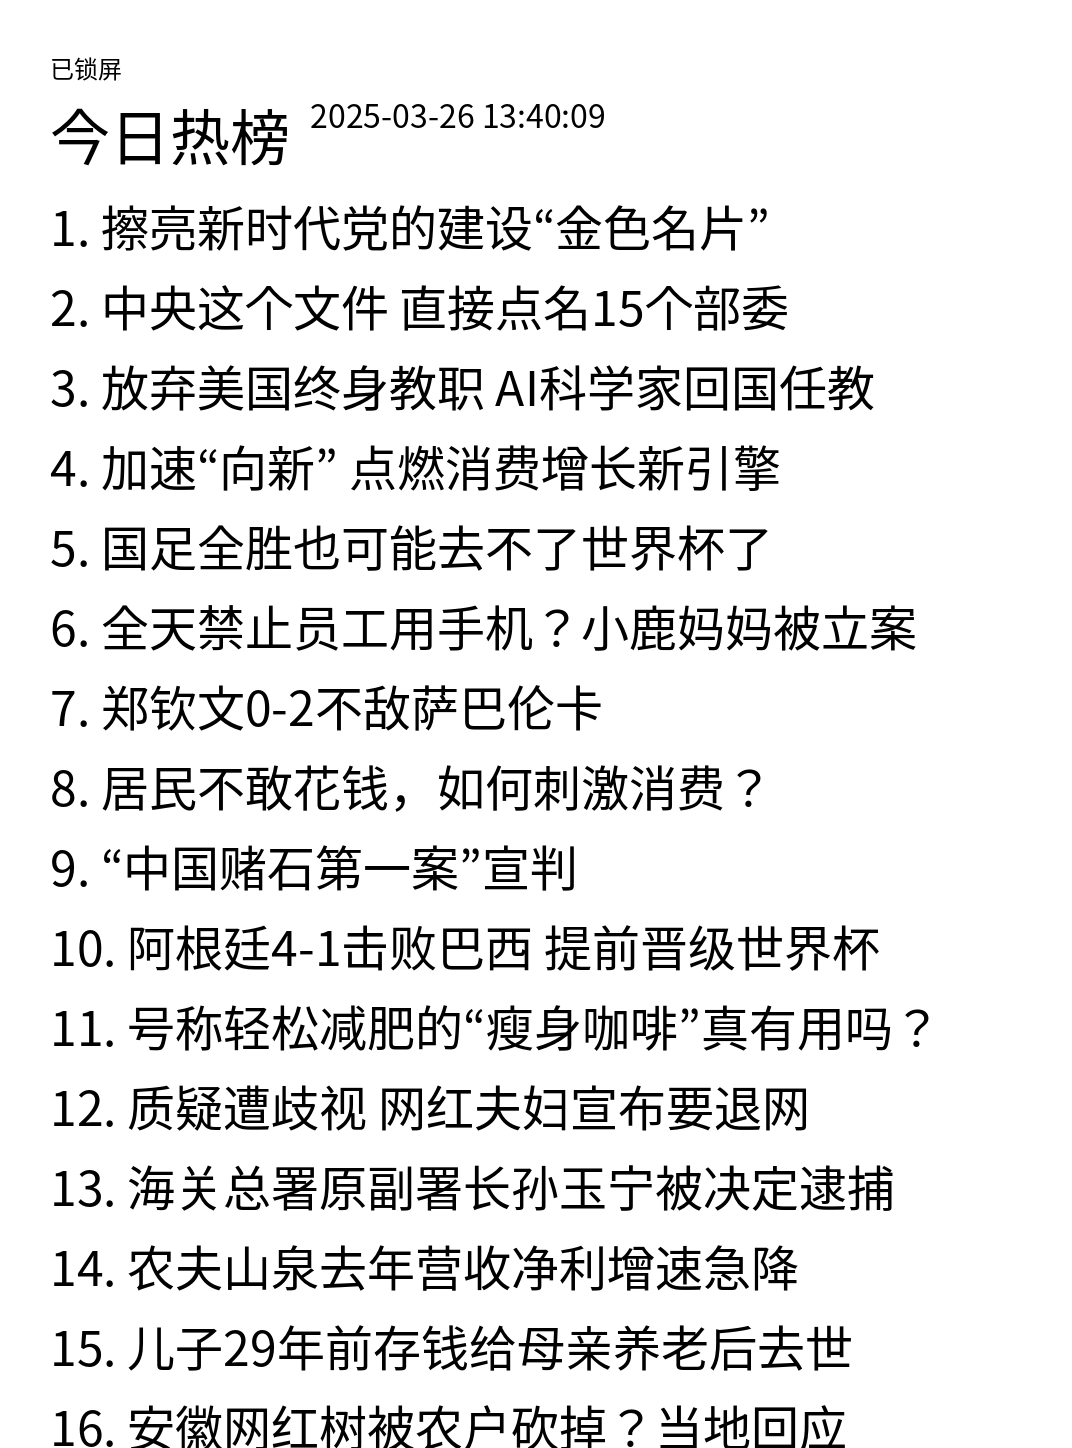 已锁屏
今日热榜 2025-03-26 13:40:09
1. 擦亮新时代党的建设“金色名片”
2. 中央这个文件 直接点名15个部委
3. 放弃美国终身教职 AI科学家回国任教
4. 加速“向新” 点燃消费增长新引擎
5. 国足全胜也可能去不了世界杯了
6. 全天禁止员工用手机？小鹿妈妈被立案
7. 郑钦文0-2不敌萨巴伦卡
8. 居民不敢花钱，如何刺激消费？
9. “中国赌石第一案”宣判
10. 阿根廷4-1击败巴西 提前晋级世界杯
11. 号称轻松减肥的“瘦身咖啡”真有用吗？
12. 质疑遭歧视 网红夫妇宣布要退网
13. 海关总署原副署长孙玉宁被决定逮捕
14. 农夫山泉去年营收净利增速急降
15. 儿子29年前存钱给母亲养老后去世
16. 安徽网红树被农户砍掉？当地回应